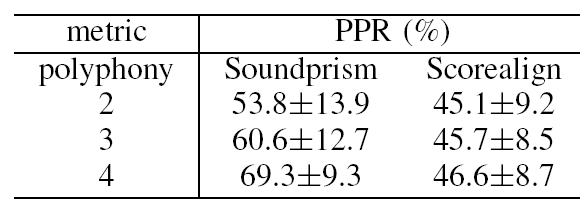 metric PPR (%)
polyphony Soundprism Scorealign
2 53.8±13.9 45.1±9.2
3 60.6±12.7 45.7±8.5
4 69.3±9.3 46.6±8.7